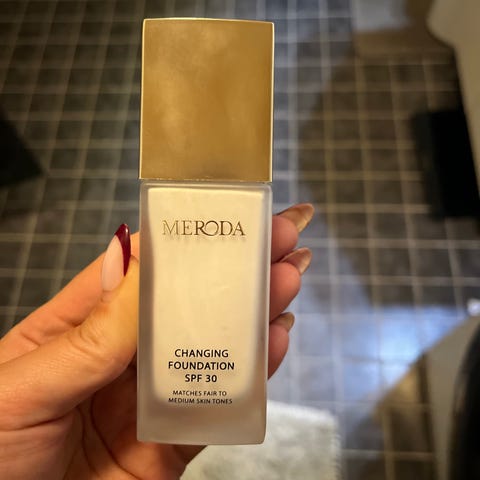 MERODA
CHANGING
FOUNDATION
SPF 30
MATCHES FAIR TO
MEDIUM SKIN TONES